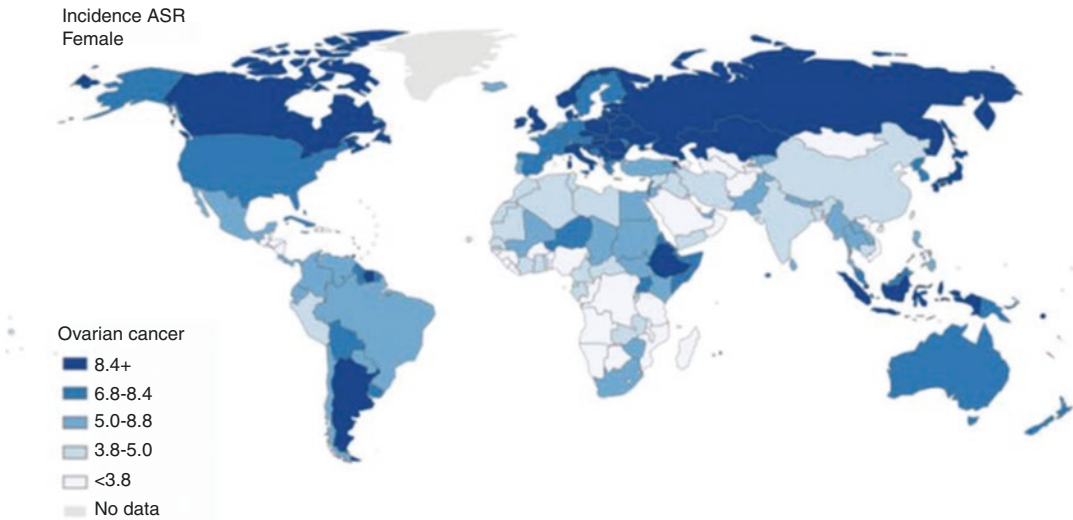 Incidence ASR
Female
Ovarian cancer
8.4+
6.8-8.4
5.0-8.8
3.8-5.0
<3.8
No data